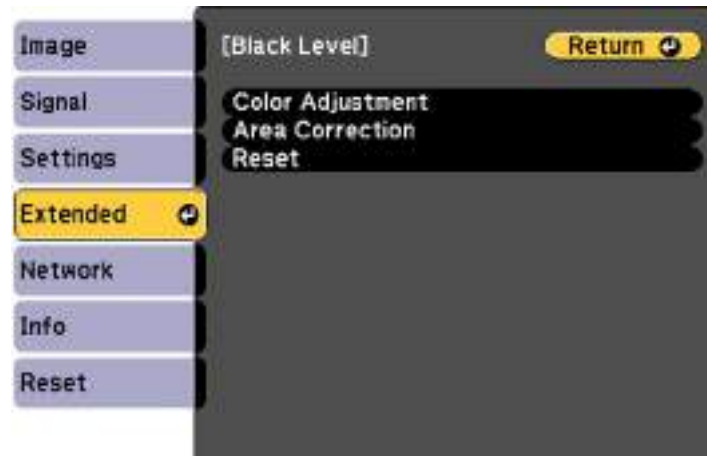 Image
Signal
Settings
Extended
Network
Info
Reset
[Black Level]
Return
Color Adjustment
Area Correction
Reset